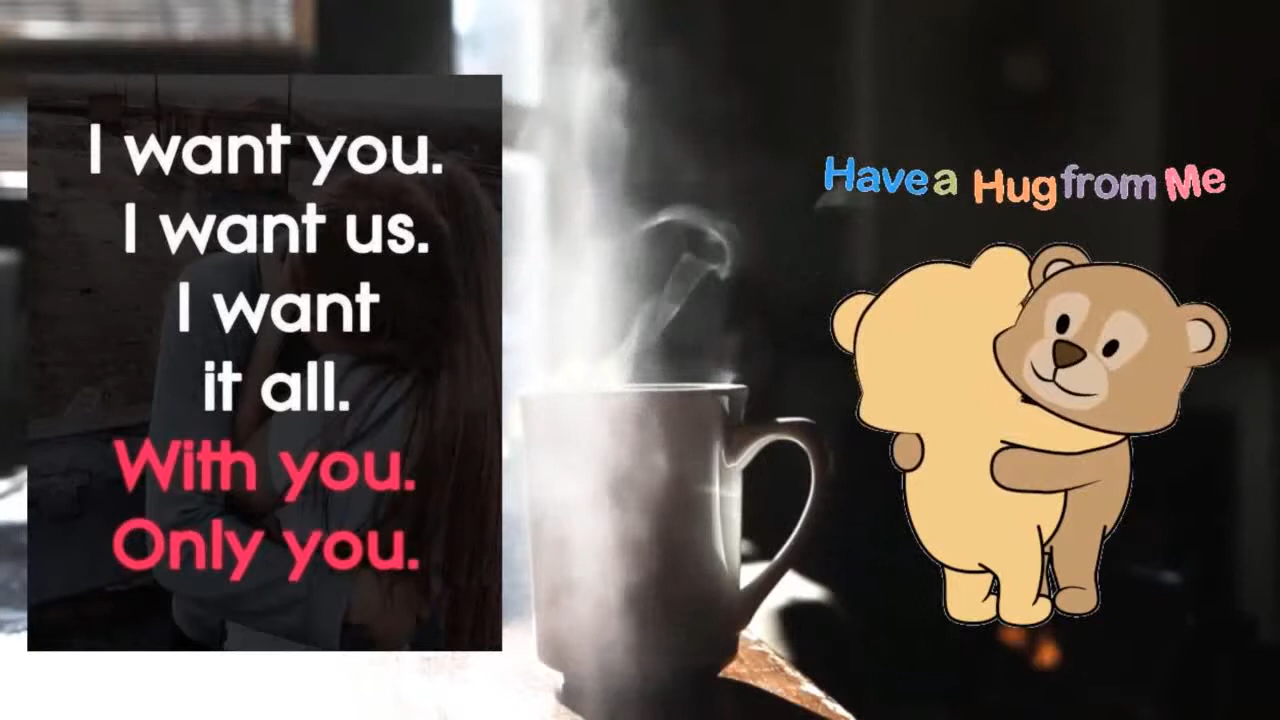 I want you.
I want us.
I want
it all.
With you.
Only you.
Have a Hug from Me